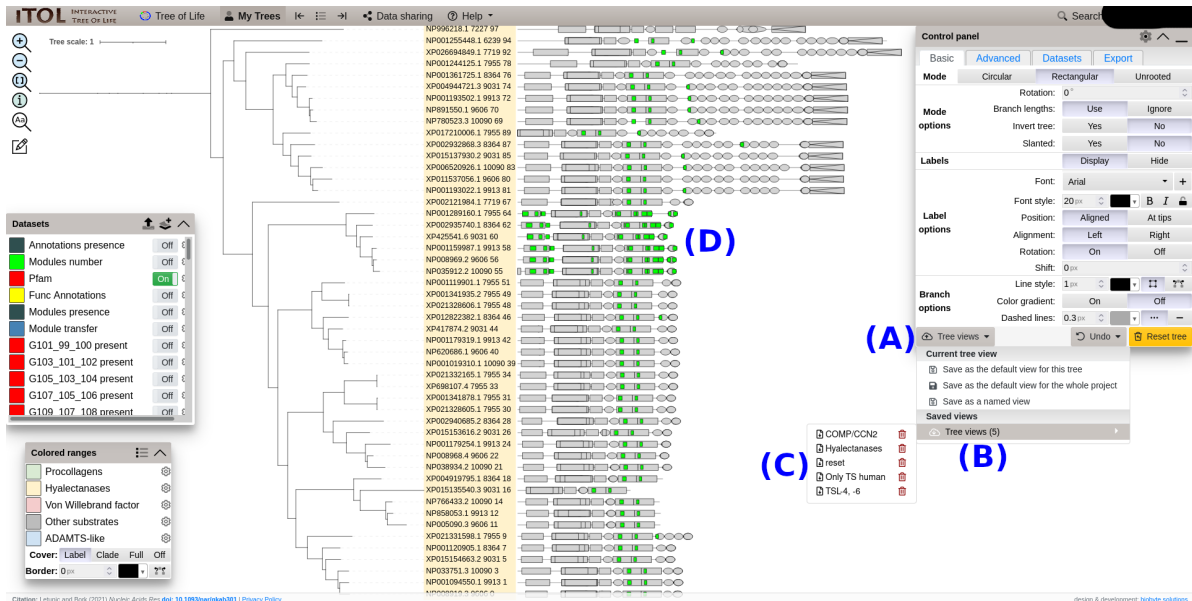 iTOL INTERACTIVE TREE OF LIFE Tree of Life My Trees Data sharing Help Search
Tree scale: 1
NP996218.1 7227 97
NP001255448.1 6239 94
XP026694849.1 7719 92
NP001244125.1 7955 78
NP001361725.1 8364 76
XP004944721.3 9031 74
NP001193502.1 9913 72
NP891550.1 9606 70
NP780523.3 10090 69
XP017210006.1 7955 89
XP002932868.3 8364 87
XP015137930.2 9031 85
XP006520926.1 10090 83
XP011537056.1 9606 80
NP001193022.1 9913 81
XP002121984.1 7719 67
NP001289160.1 7955 64
XP002935740.2 8364 62
XP425541.6 9031 60
NP001159987.1 9913 58
NP008969.2 9606 56
NP035912.2 10090 55
NP001119901.1 7955 51
NP001341935.2 7955 49
XP021328606.1 7955 48
XP012822382.1 8364 46
XP417874.2 9031 44
NP001179319.1 9913 42
NP620686.1 9606 40
NP001019310.1 10090 39
XP021332165.1 7955 34
XP698107.4 7955 33
XP001341878.1 7955 31
XP021328605.1 7955 30
XP002940685.2 8364 28
XP015153616.2 9031 26
NP001179254.1 9913 24
NP008968.4 9606 22
NP038934.2 10090 21
XP004919795.1 8364 18
XP015135540.3 9031 16
NP766433.2 10090 14
NP858053.1 9913 12
NP005090.3 9606 11
XP021331598.1 7955 9
NP001120905.1 8364 7
XP015154663.2 9031 5
NP033751.3 10090 3
NP001094550.1 9913 1
Datasets
Annotations presence Off
Modules number Off
Pfam On
Func Annotations Off
Modules presence Off
Module transfer Off
G101_99_100 present Off
G103_101_102 present Off
G105_103_104 present Off
G107_105_106 present Off
G109_107_108 present Off
Colored ranges
Procollagens
Hyalectanases
Von Willebrand factor
Other substrates
ADAMTS-like
Cover: Label Clade Full Off
Border: 0 px
Control panel
Basic Advanced Datasets Export
Mode Circular Rectangular Unrooted
Mode options
Rotation: 0 °
Branch lengths: Use Ignore
Invert tree: Yes No
Slanted: Yes No
Labels Display Hide
Label options
Font: Arial
Font style: 20 px B I
Position: Aligned At tips
Alignment: Left Right
Rotation: On Off
Shift: 0 px
Branch options
Line style: 1 px
Color gradient: On Off
Dashed lines: 0.3 px
Tree views Undo Reset tree
Current tree view
Save as the default view for this tree
Save as the default view for the whole project
Save as a named view
Saved views
Tree views (5)
COMP/CCN2
Hyalectanases
reset
Only TS human
TSL-4, -6
(A)
(B)
(C)
(D)
Citation: Letunic and Bork (2021) Nucleic Acids Res doi: 10.1093/nar/gkab301 | Privacy Policy
design & development: biobyte solutions